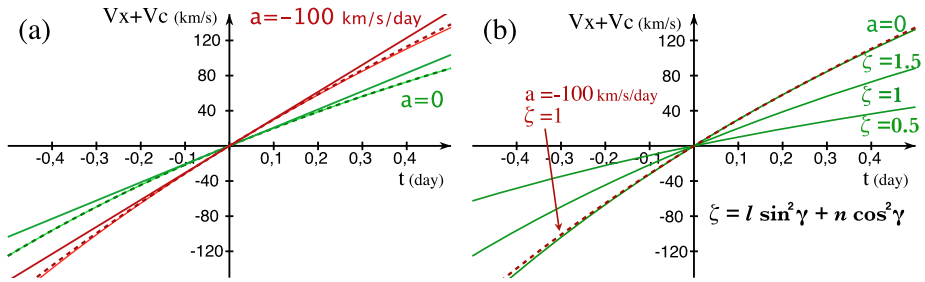 (a)
Vx+Vc (km/s)
a=-100 km/s/day
120
80
40
a=0
-0,4 -0,3 -0,2 -0,1 0 0,1 0,2 0,3 0,4
t (day)
-40
-80
-120
(b)
Vx+Vc (km/s)
a=0
120
ζ =1.5
80
a=-100 km/s/day
ζ =1
ζ =1
40
ζ =0.5
-0,4 -0,3 -0,2 -0,1 0 0,1 0,2 0,3 0,4
t (day)
-40
-80
ζ = l sin²γ + n cos²γ
-120